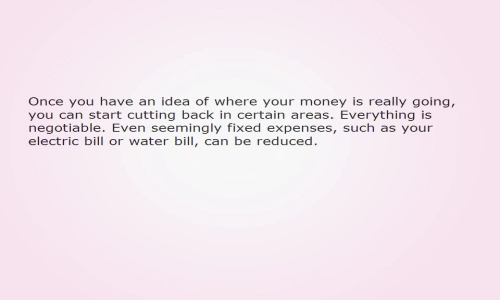 Once you have an idea of where your money is really going,
you can start cutting back in certain areas. Everything is
negotiable. Even seemingly fixed expenses, such as your
electric bill or water bill, can be reduced.